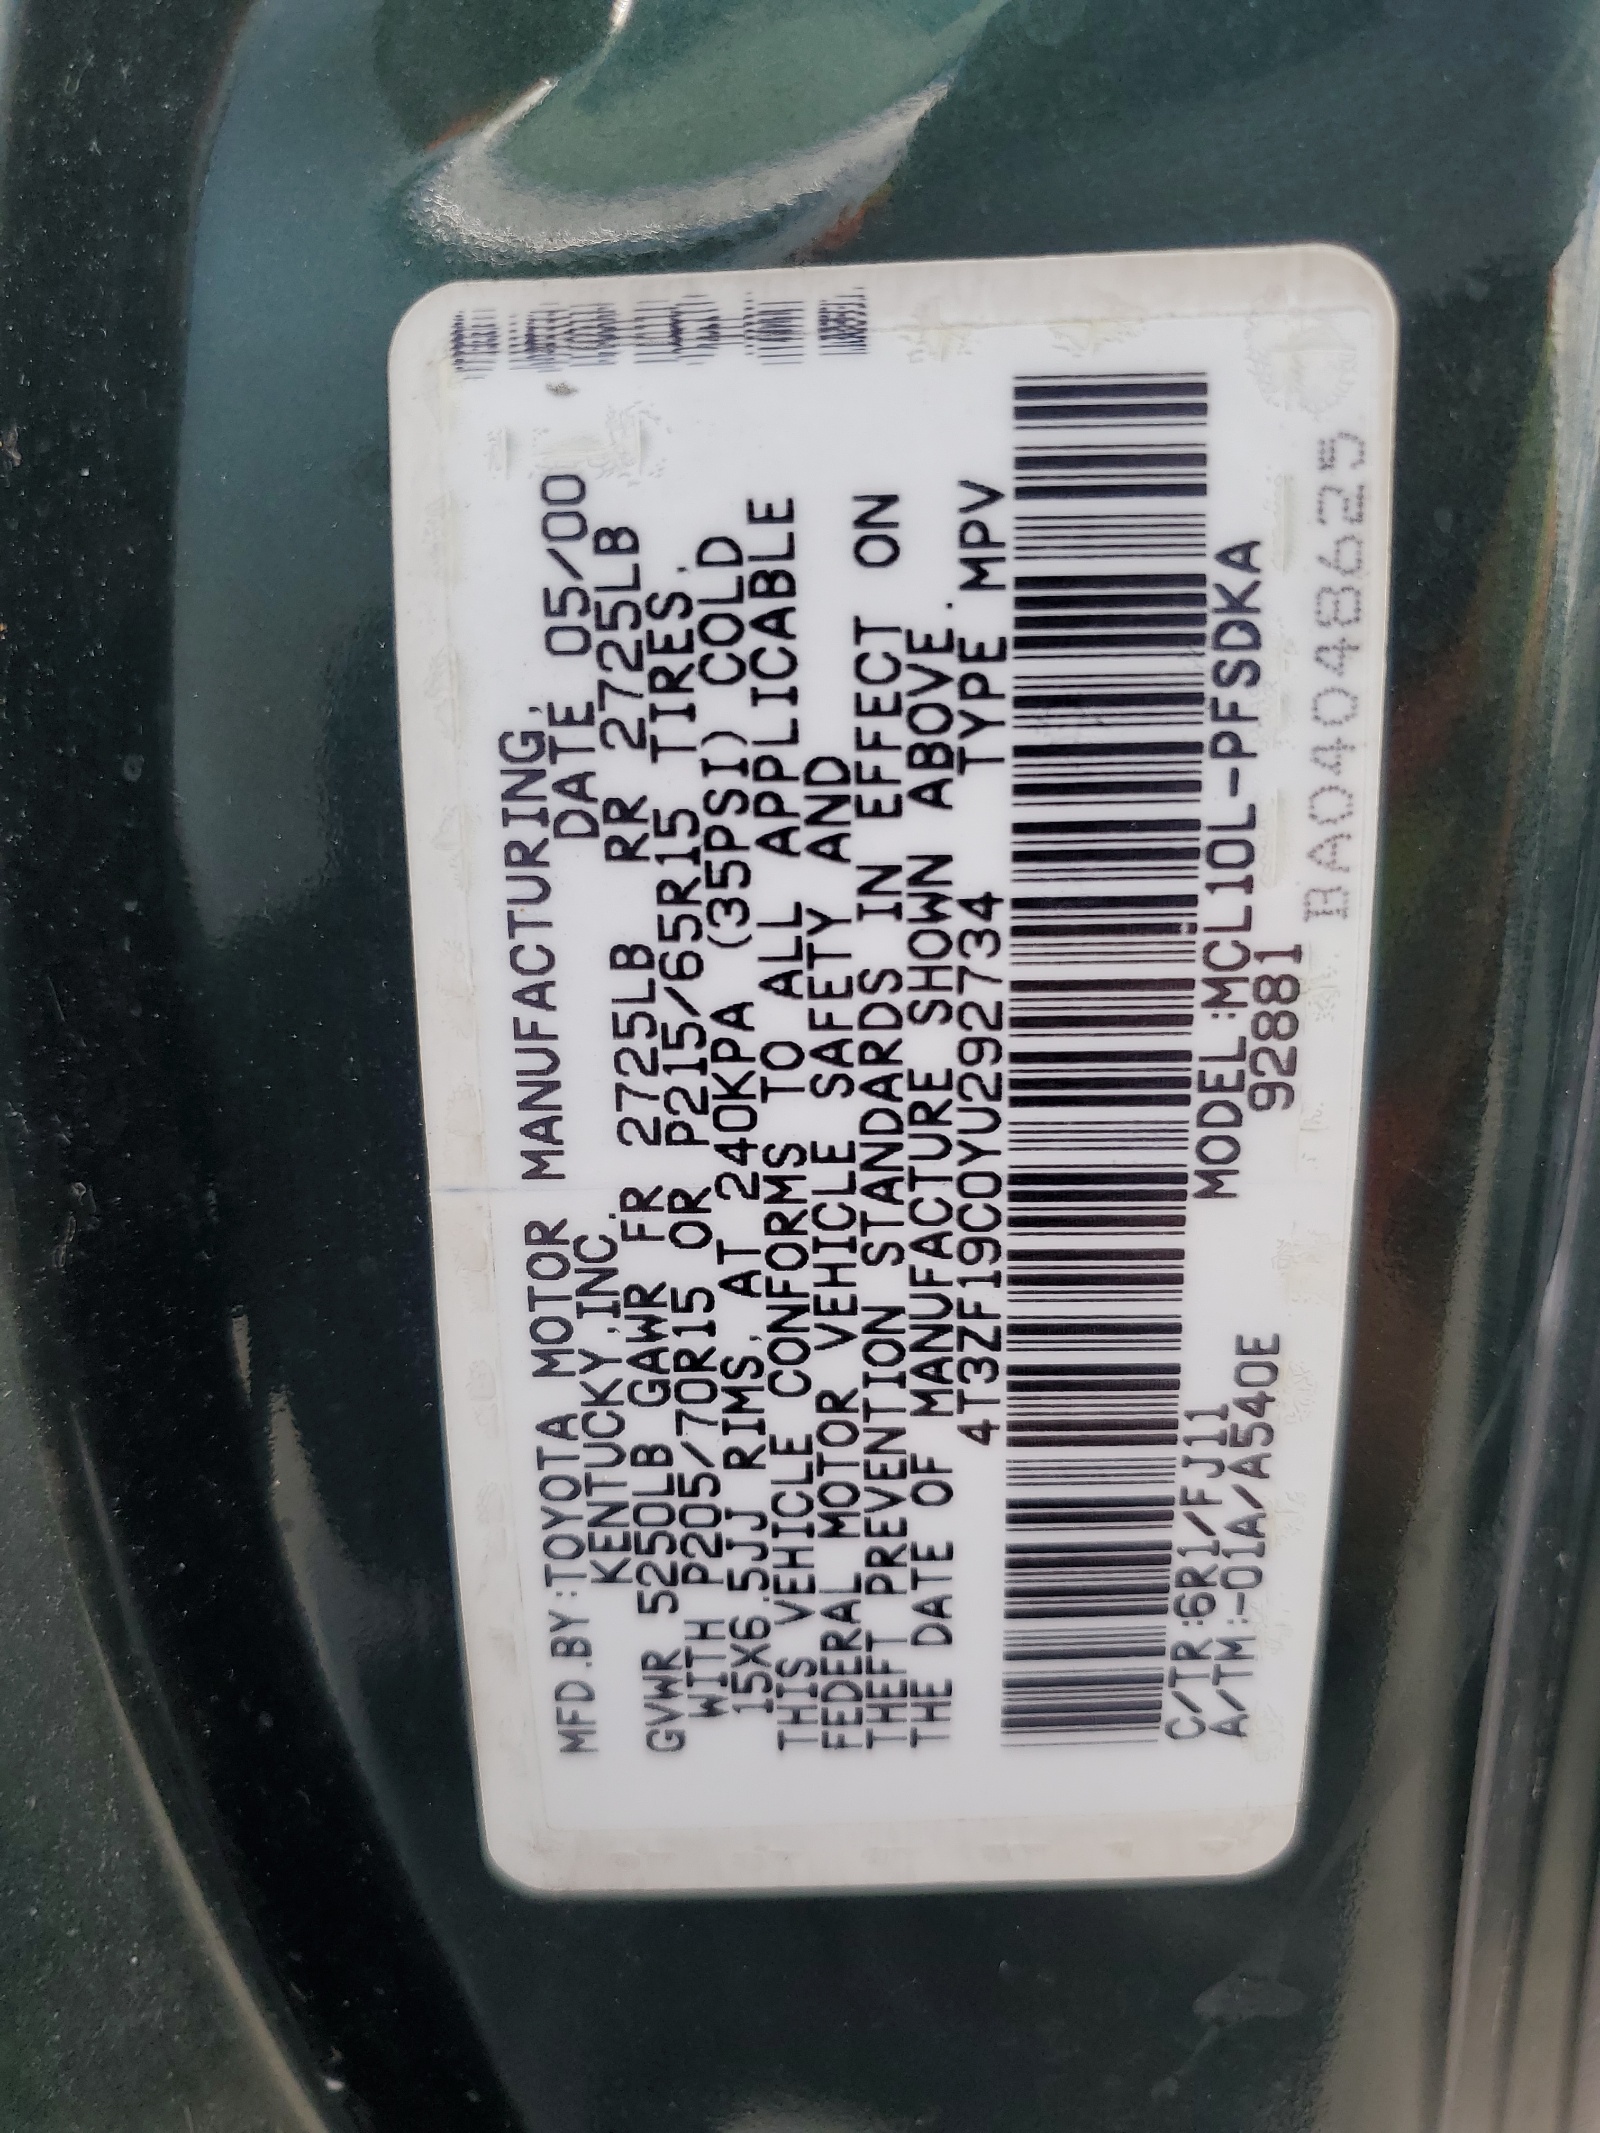 MFD.BY:TOYOTA MOTOR MANUFACTURING,
KENTUCKY,INC. DATE 05/00
GVWR 5250LB GAWR FR 2725LB RR 2725LB
WITH P205/70R15 OR P215/65R15 TIRES,
15X6.5JJ RIMS, AT 240KPA (35PSI) COLD
THIS VEHICLE CONFORMS TO ALL APPLICABLE
FEDERAL MOTOR VEHICLE SAFETY AND
THEFT PREVENTION STANDARDS IN EFFECT ON
THE DATE OF MANUFACTURE SHOWN ABOVE.
4T3ZF19C0YU292734 TYPE MPV
C/TR:6R1/FJ11 MODEL:MCL10L-PFSDKA
A/TM:-01A/A540E 92881
BA04048625